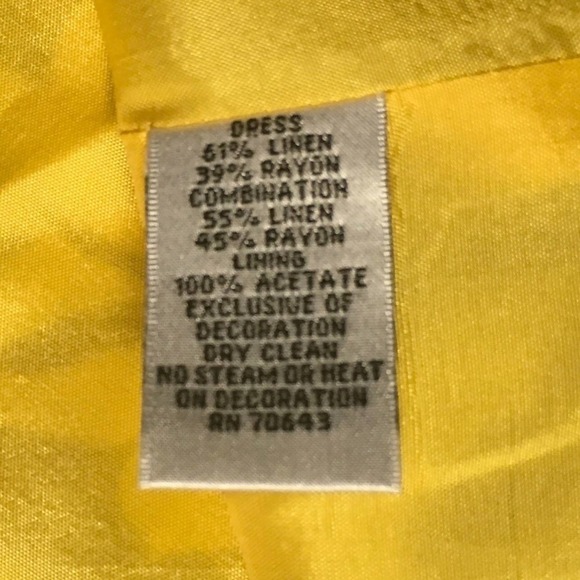 DRESS
61% LINEN
39% RAYON
COMBINATION
55% LINEN
45% RAYON
LINING
100% ACETATE
EXCLUSIVE OF
DECORATION
DRY CLEAN
NO STEAM OR HEAT
ON DECORATION
RN 70643